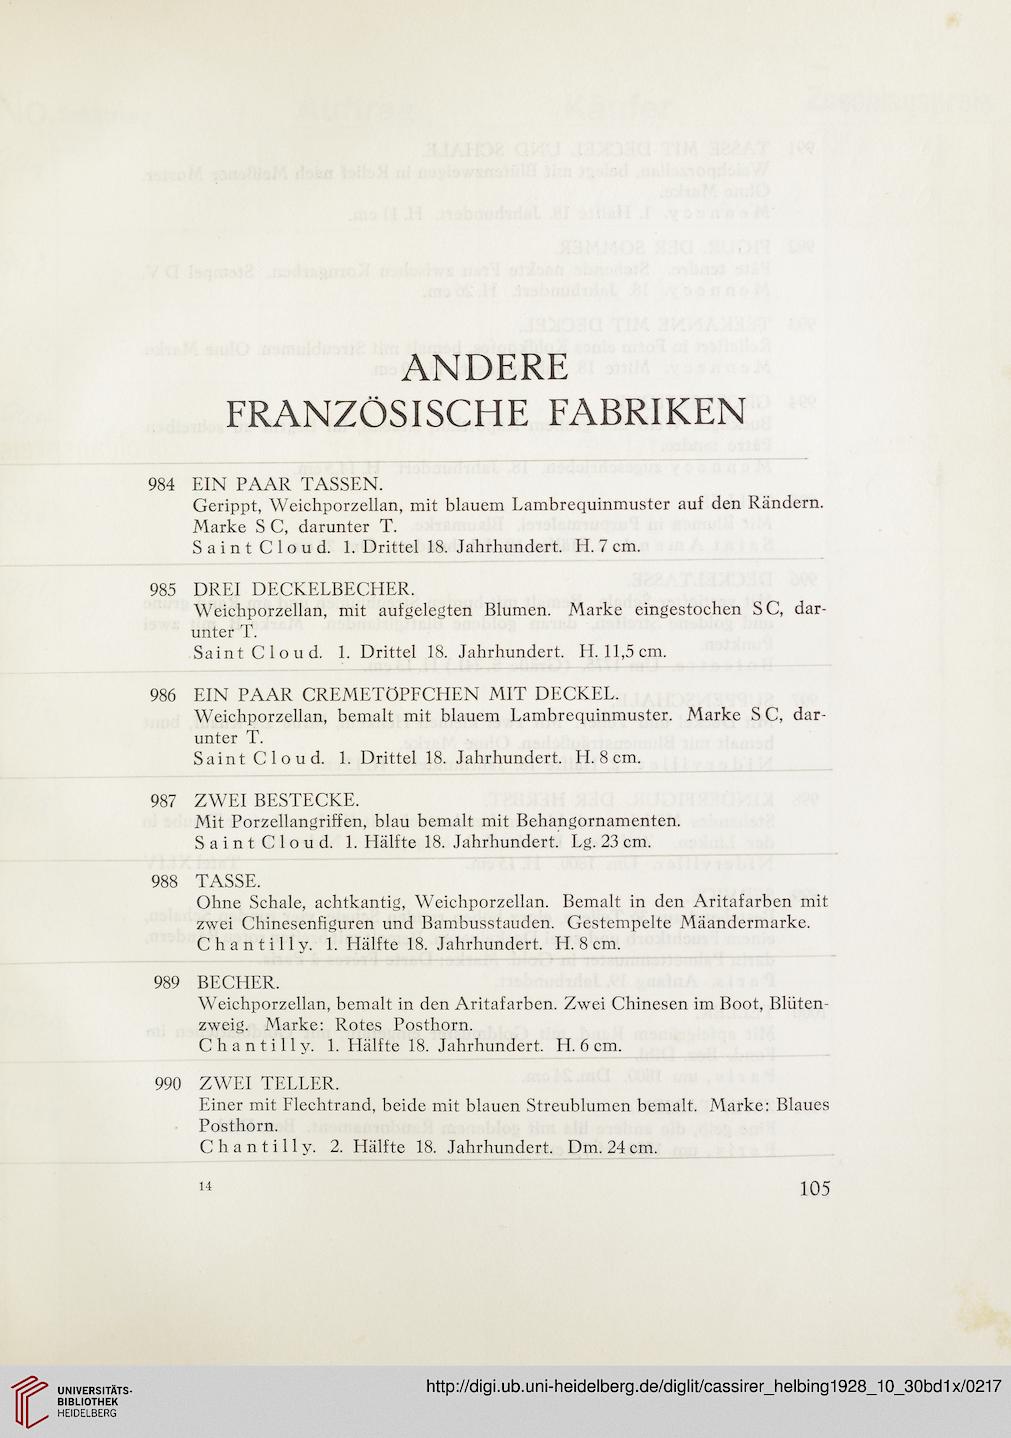 ANDERE
FRANZÖSISCHE FABRIKEN
984 EIN PAAR TASSEN.
Gerippt, Weichporzellan, mit blauem Lambrequinmuster auf den Rändern.
Marke S C, darunter T.
Saint Cloud. 1. Drittel 18. Jahrhundert. H. 7 cm.
985 DREI DECKELBECHER.
Weichporzellan, mit aufgelegten Blumen. Marke eingestochen S C, dar-
unter T.
Saint Cloud. 1. Drittel 18. Jahrhundert. H. 11,5 cm.
986 EIN PAAR CREMETÖPFCHEN MIT DECKEL.
Weichporzellan, bemalt mit blauem Lambrequinmuster. Marke S C, dar-
unter T.
Saint Cloud. 1. Drittel 18. Jahrhundert. H. 8 cm.
987 ZWEI BESTECKE.
Mit Porzellangriffen, blau bemalt mit Behangornamenten.
Saint Cloud. 1. Hälfte 18. Jahrhundert. Lg. 23 cm.
988 TASSE.
Ohne Schale, achtkantig, Weichporzellan. Bemalt in den Aritafarben mit
zwei Chinesenfiguren und Bambusstauden. Gestempelte Mäandermarke.
Chantilly. 1. Hälfte 18. Jahrhundert. H. 8 cm.
989 BECHER.
Weichporzellan, bemalt in den Aritafarben. Zwei Chinesen im Boot, Blüten-
zweig. Marke: Rotes Posthorn.
Chantilly. 1. Hälfte 18. Jahrhundert. H. 6 cm.
990 ZWEI TELLER.
Einer mit Flechtrand, beide mit blauen Streublumen bemalt. Marke: Blaues
Posthorn.
Chantilly. 2. Hälfte 18. Jahrhundert. Dm. 24 cm.
14 105
UNIVERSITÄTS-
BIBLIOTHEK
HEIDELBERG
http://digi.ub.uni-heidelberg.de/diglit/cassirer_helbing1928_10_30bd1x/0217